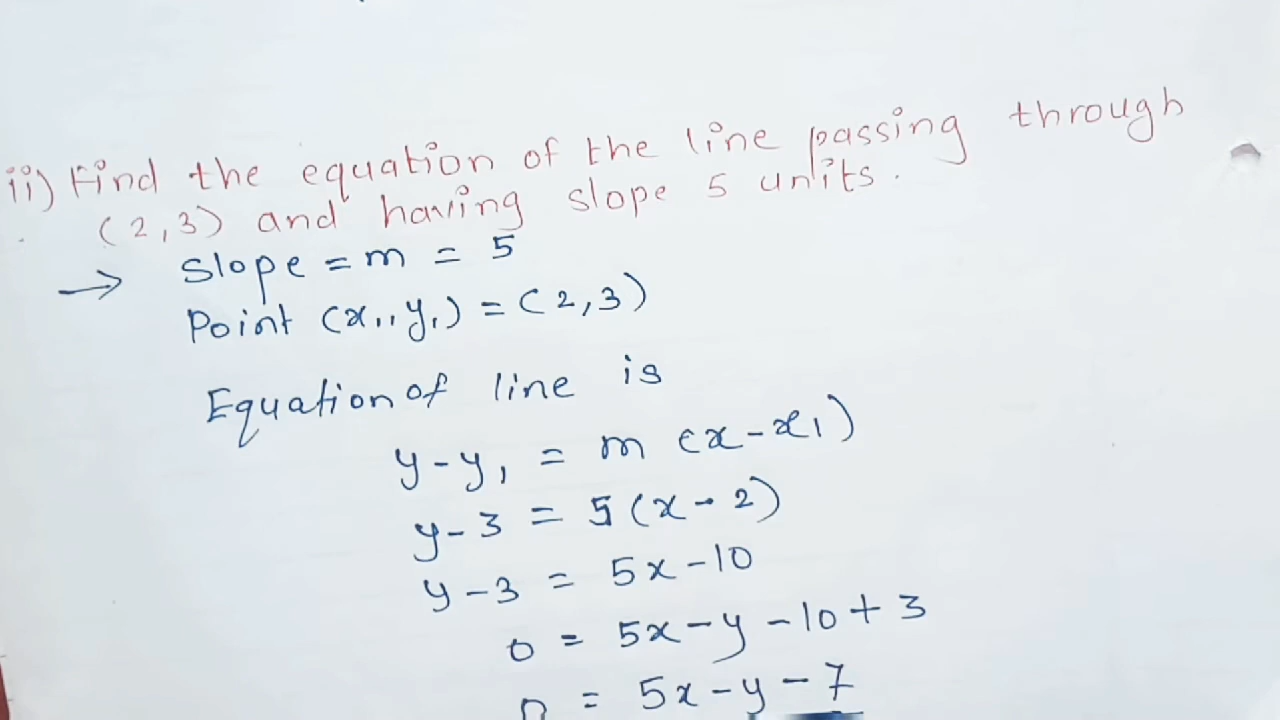 ii) Find the equation of the line passing through
(2,3) and having slope 5 units.
→ Slope = m = 5
Point (x₁, y₁) = (2,3)
Equation of line is
y - y₁ = m (x - x₁)
y - 3 = 5 (x - 2)
y - 3 = 5x - 10
0 = 5x - y - 10 + 3
0 = 5x - y - 7